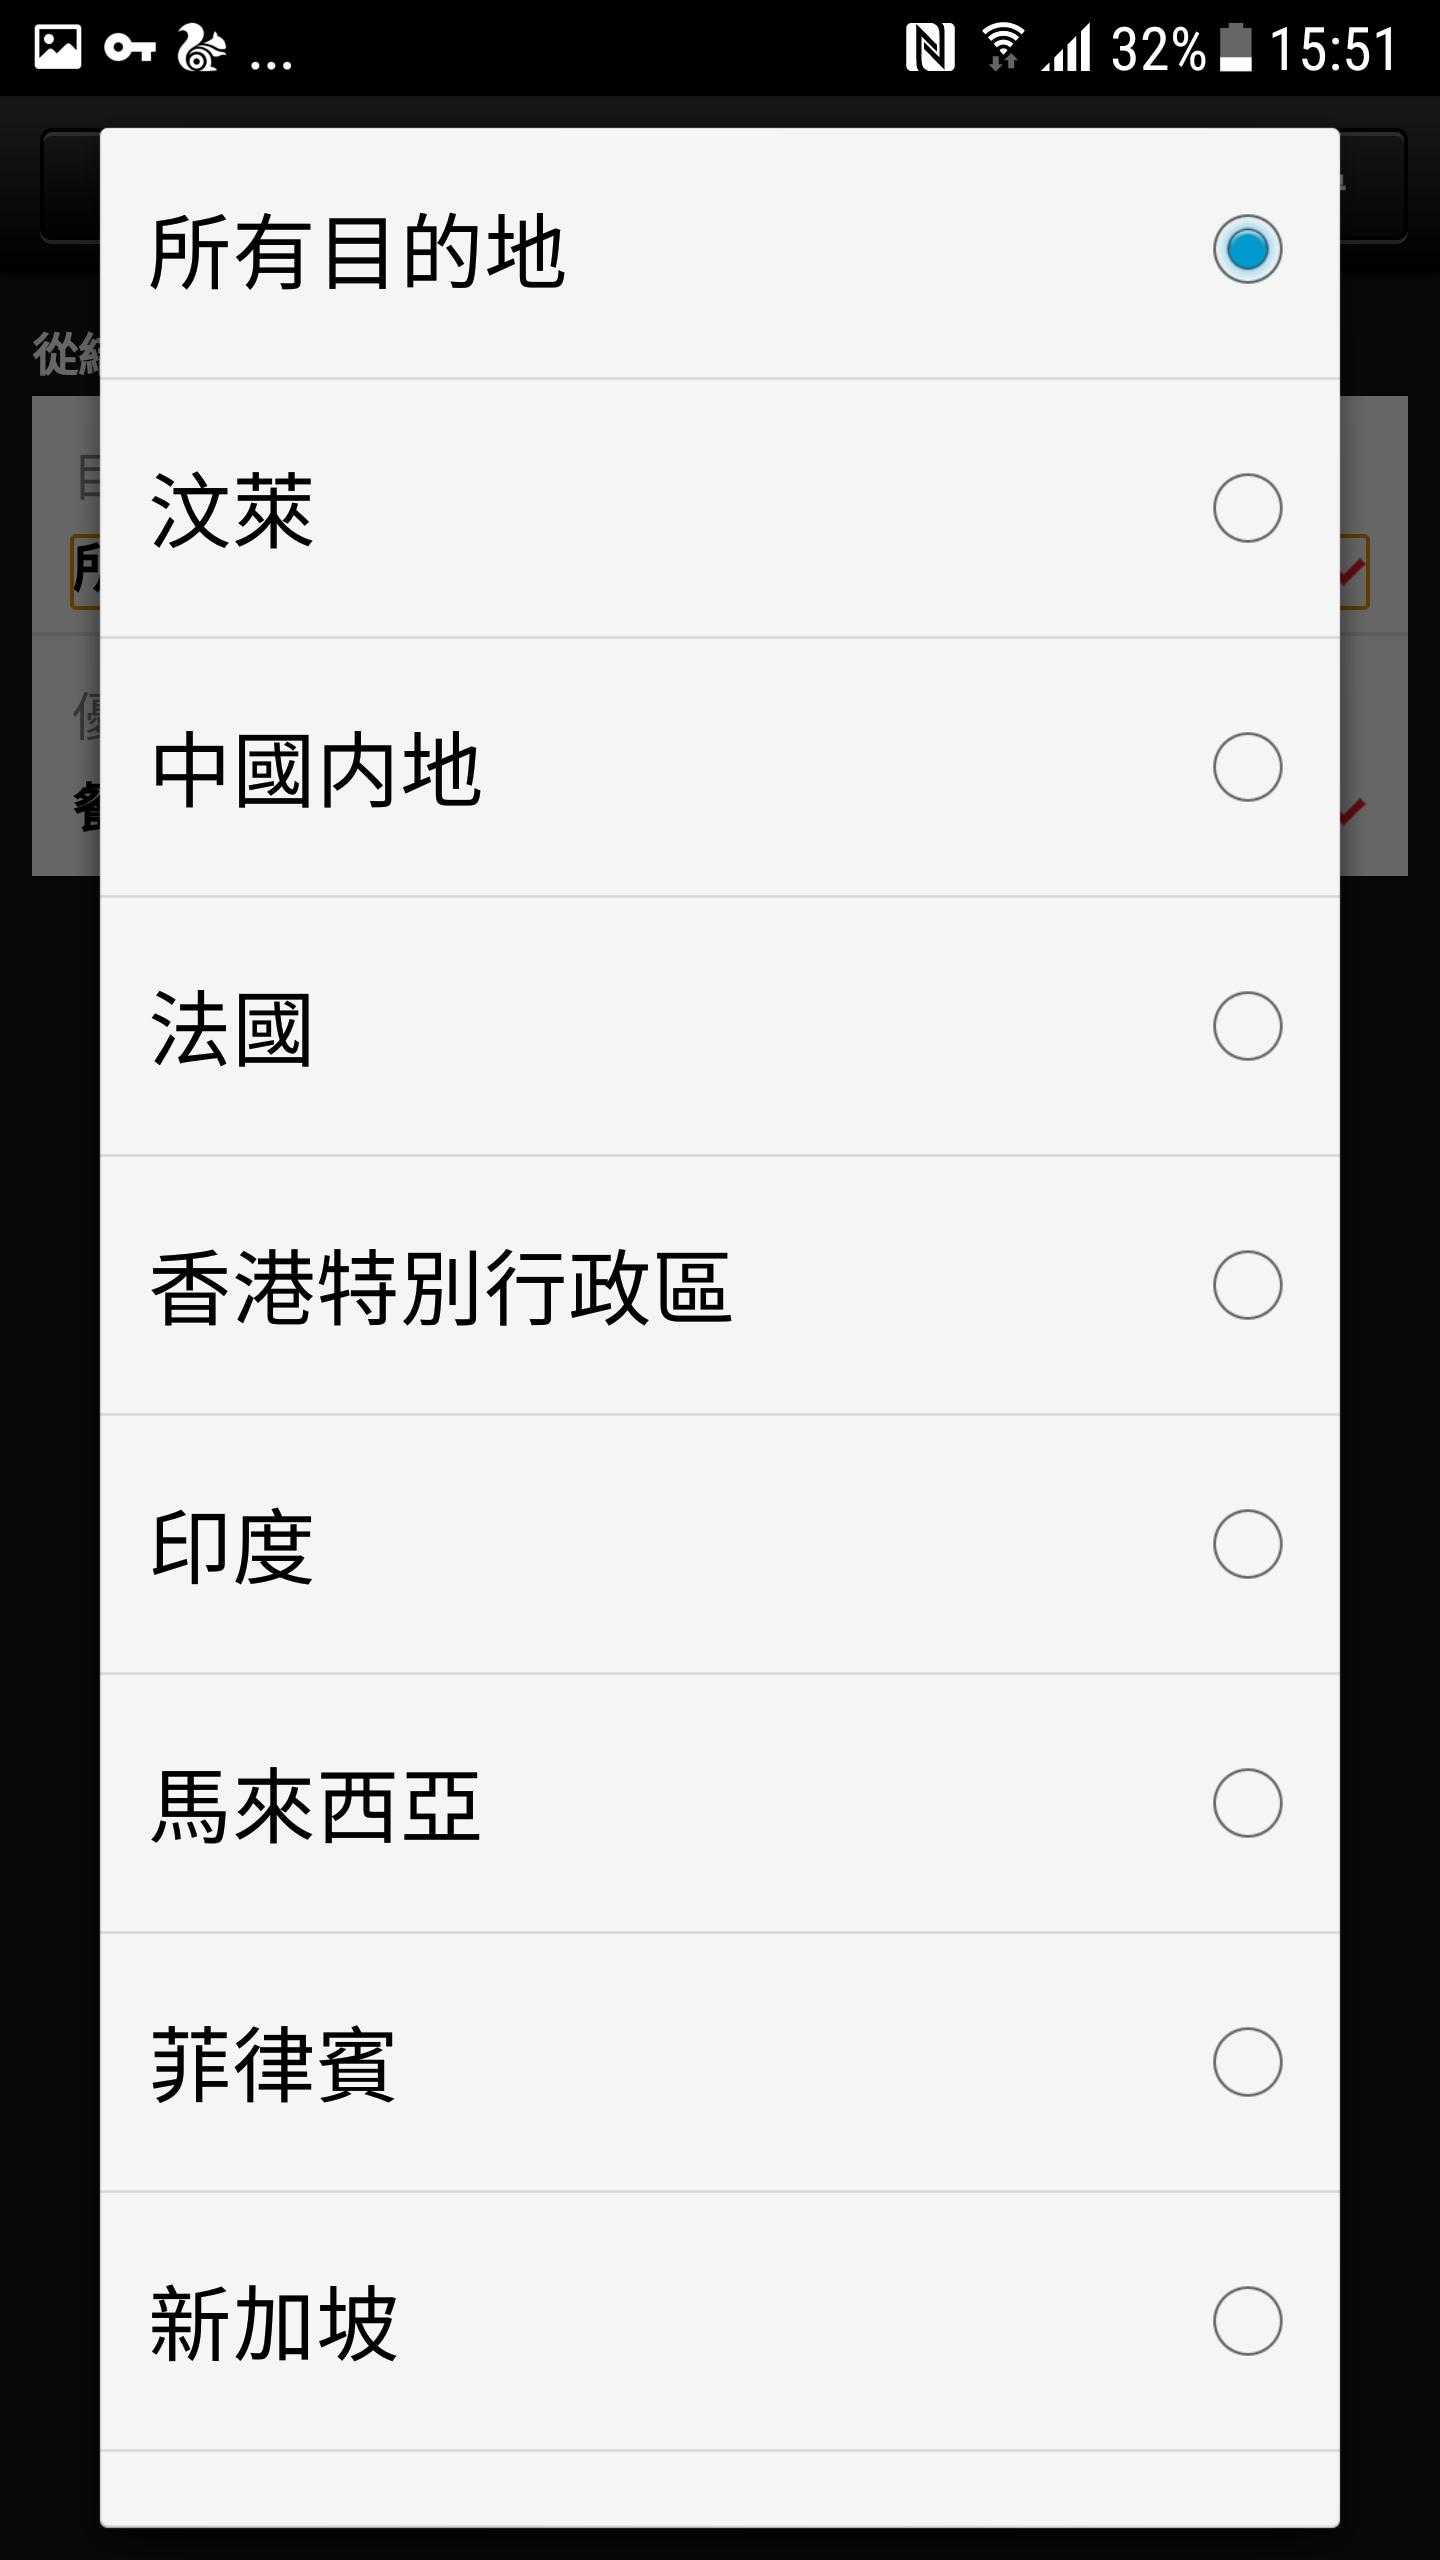 ... 32% 15:51
所有目的地
汶萊
中國内地
法國
香港特別行政區
印度
馬來西亞
菲律賓
新加坡